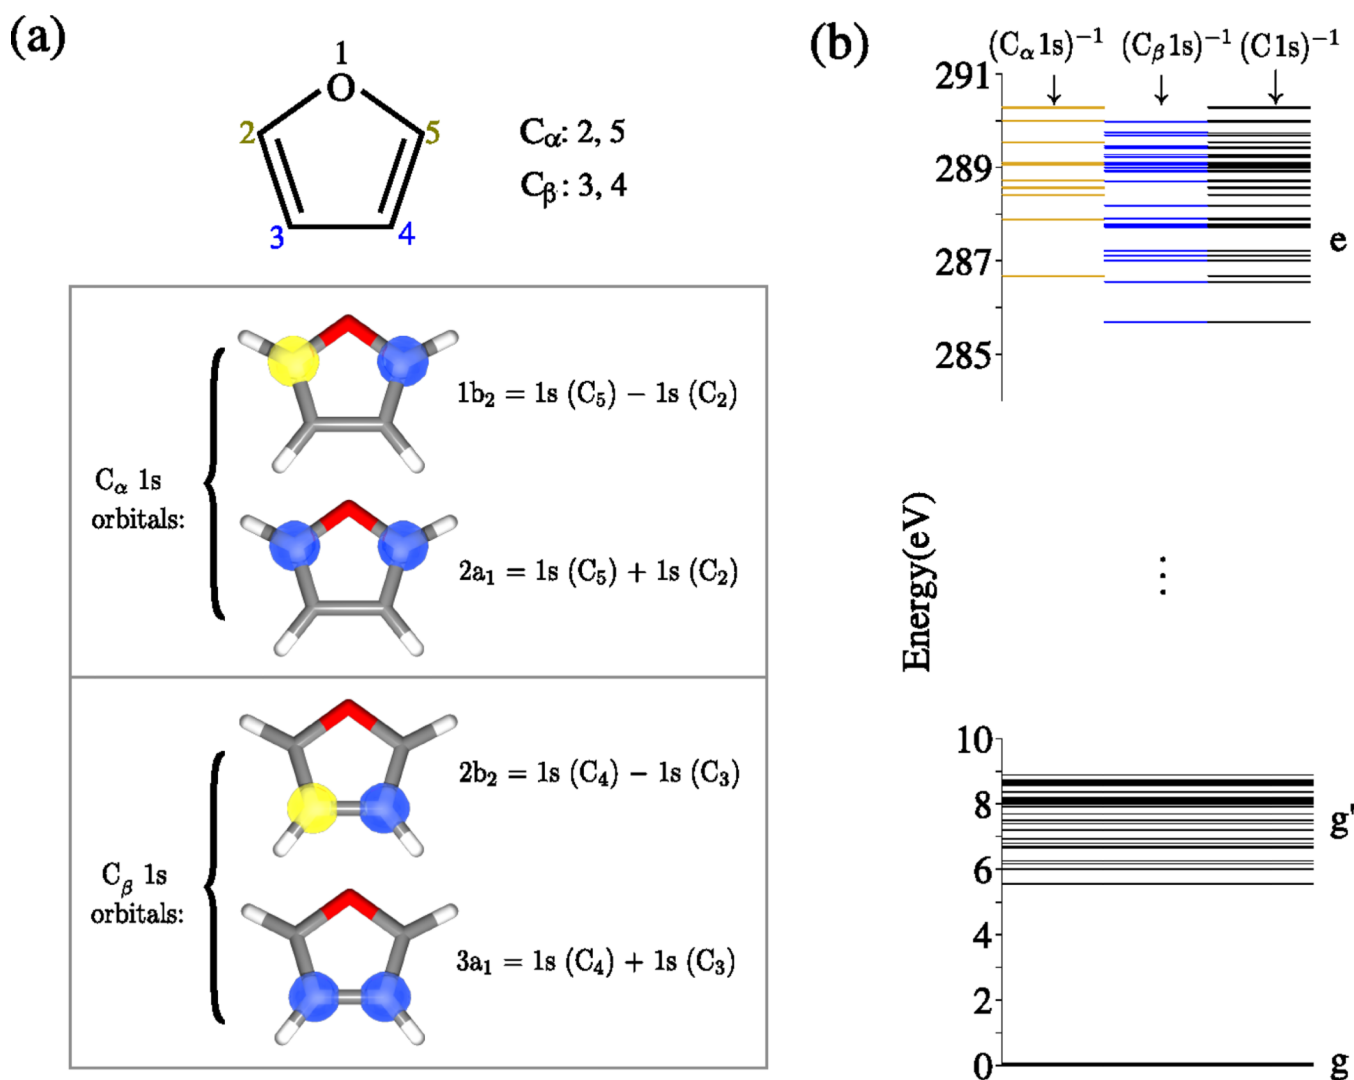 (a)
1
O
2
5
3
4
Cα: 2, 5
Cβ: 3, 4
Cα 1s
orbitals:
1b₂ = 1s (C₅) − 1s (C₂)
2a₁ = 1s (C₅) + 1s (C₂)
Cβ 1s
orbitals:
2b₂ = 1s (C₄) − 1s (C₃)
3a₁ = 1s (C₄) + 1s (C₃)
(b)
(Cα 1s)⁻¹ (Cβ 1s)⁻¹ (C 1s)⁻¹
291
289
287
285
e
Energy(eV)
10
8
6
4
2
0
g'
g